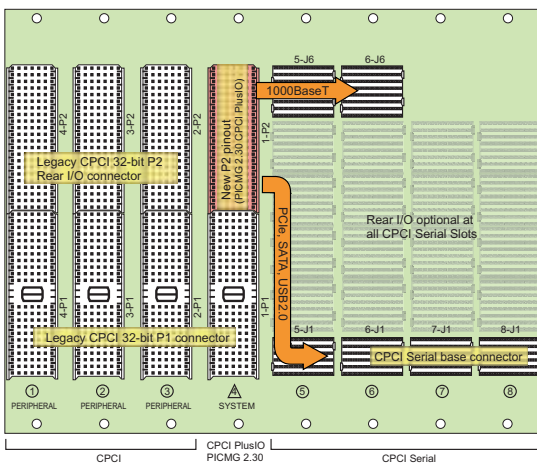 5-J6
6-J6
1000BaseT
4-P2
3-P2
2-P2
1-P2
New P2 pinout
(PICMG 2.30 CPCI PlusIO)
Legacy CPCI 32-bit P2
Rear I/O connector
PCIe, SATA, USB2.0
Rear I/O optional at
all CPCI Serial Slots
4-P1
3-P1
2-P1
1-P1
5-J1
6-J1
7-J1
8-J1
Legacy CPCI 32-bit P1 connector
CPCI Serial base connector
1
2
3
4
5
6
7
8
PERIPHERAL
PERIPHERAL
PERIPHERAL
SYSTEM
CPCI
CPCI PlusIO
PICMG 2.30
CPCI Serial